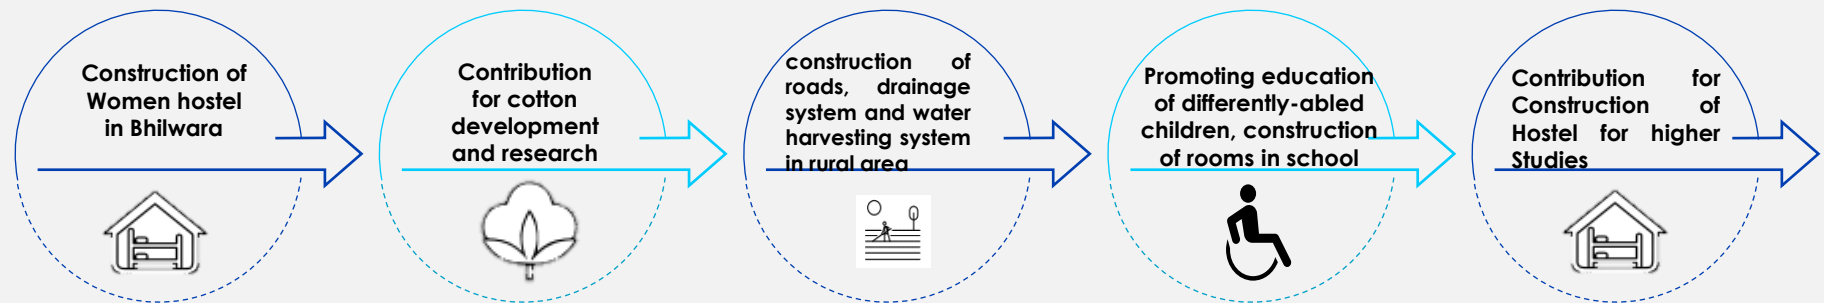 Construction of
Women hostel
in Bhilwara
Contribution
for cotton
development
and research
construction of
roads, drainage
system and water
harvesting system
in rural area
Promoting education
of differently-abled
children, construction
of rooms in school
Contribution for
Construction of
Hostel for higher
Studies